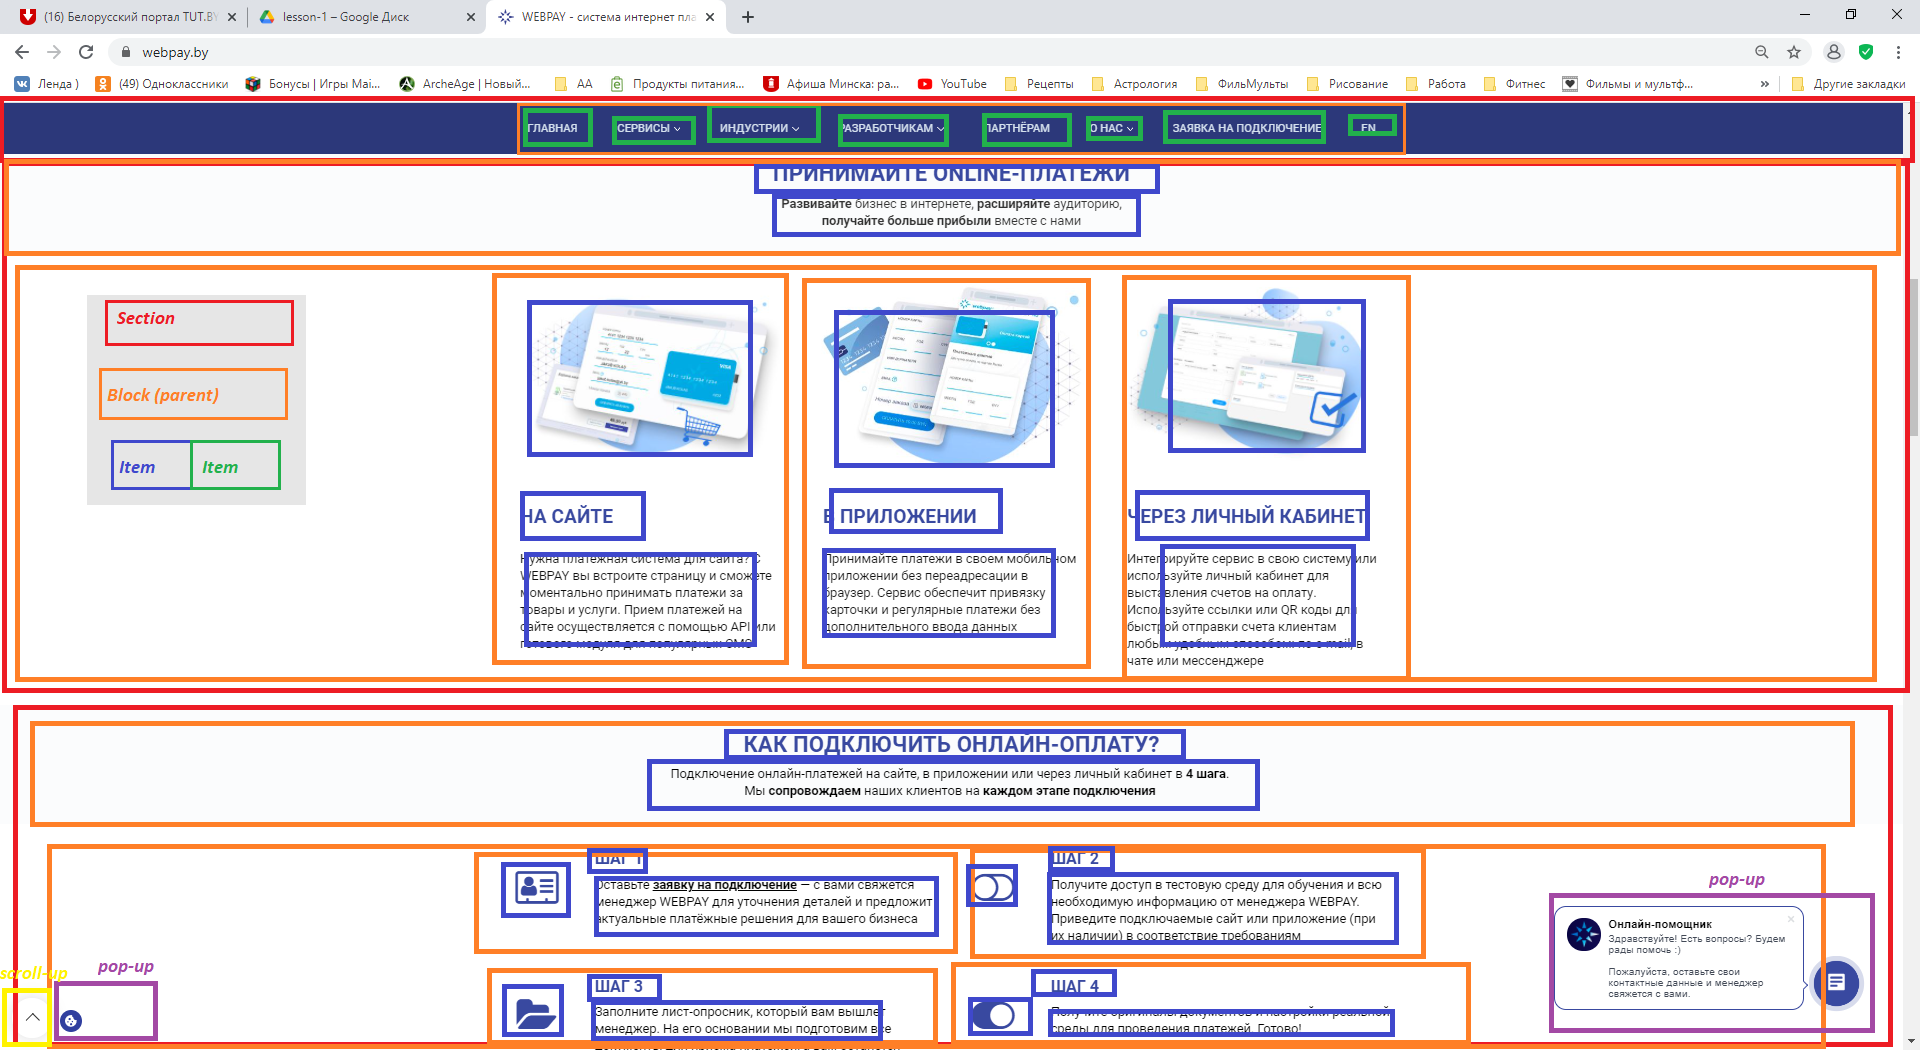 (16) Белорусский портал TUT.BY
lesson-1 – Google Диск
WEBPAY - система интернет пла
webpay.by
Лента )
(49) Одноклассники
Бонусы | Игры Mai...
ArcheAge | Новый...
АА
Продукты питания...
Афиша Минска: ра...
YouTube
Рецепты
Астрология
ФильМульты
Рисование
Работа
Фитнес
Фильмы и мультф...
»
Другие закладки
ГЛАВНАЯ
СЕРВИСЫ
ИНДУСТРИИ
РАЗРАБОТЧИКАМ
ПАРТНЁРАМ
О НАС
ЗАЯВКА НА ПОДКЛЮЧЕНИЕ
EN
ПРИНИМАЙТЕ ONLINE-ПЛАТЕЖИ
Развивайте бизнес в интернете, расширяйте аудиторию,
получайте больше прибыли вместе с нами
Section
Block (parent)
Item
Item
НА САЙТЕ
Нужна платежная система для сайта? С
WEBPAY вы встроите страницу и сможете
моментально принимать платежи за
товары и услуги. Прием платежей на
сайте осуществляется с помощью API или
готового модуля для популярных CMS
В ПРИЛОЖЕНИИ
Принимайте платежи в своем мобильном
приложении без переадресации в
браузер. Сервис обеспечит привязку
карточки и регулярные платежи без
дополнительного ввода данных
ЧЕРЕЗ ЛИЧНЫЙ КАБИНЕТ
Интегрируйте сервис в свою систему или
используйте личный кабинет для
выставления счетов на оплату.
Используйте ссылки или QR коды для
быстрой отправки счета клиентам
любым удобным способом: по e-mail, в
чате или мессенджере
КАК ПОДКЛЮЧИТЬ ОНЛАЙН-ОПЛАТУ?
Подключение онлайн-платежей на сайте, в приложении или через личный кабинет в 4 шага.
Мы сопровождаем наших клиентов на каждом этапе подключения
ШАГ 1
Оставьте заявку на подключение — с вами свяжется
менеджер WEBPAY для уточнения деталей и предложит
актуальные платёжные решения для вашего бизнеса
ШАГ 2
Получите доступ в тестовую среду для обучения и всю
необходимую информацию от менеджера WEBPAY.
Приведите подключаемые сайт или приложение (при
их наличии) в соответствие требованиям
ШАГ 3
Заполните лист-опросник, который вам вышлет
менеджер. На его основании мы подготовим все
ШАГ 4
Получите оригиналы документов и настройки реальной
среды для проведения платежей. Готово!
pop-up
Онлайн-помощник
Здравствуйте! Есть вопросы? Будем
рады помочь :)
Пожалуйста, оставьте свои
контактные данные и менеджер
свяжется с вами.
scroll-up
pop-up